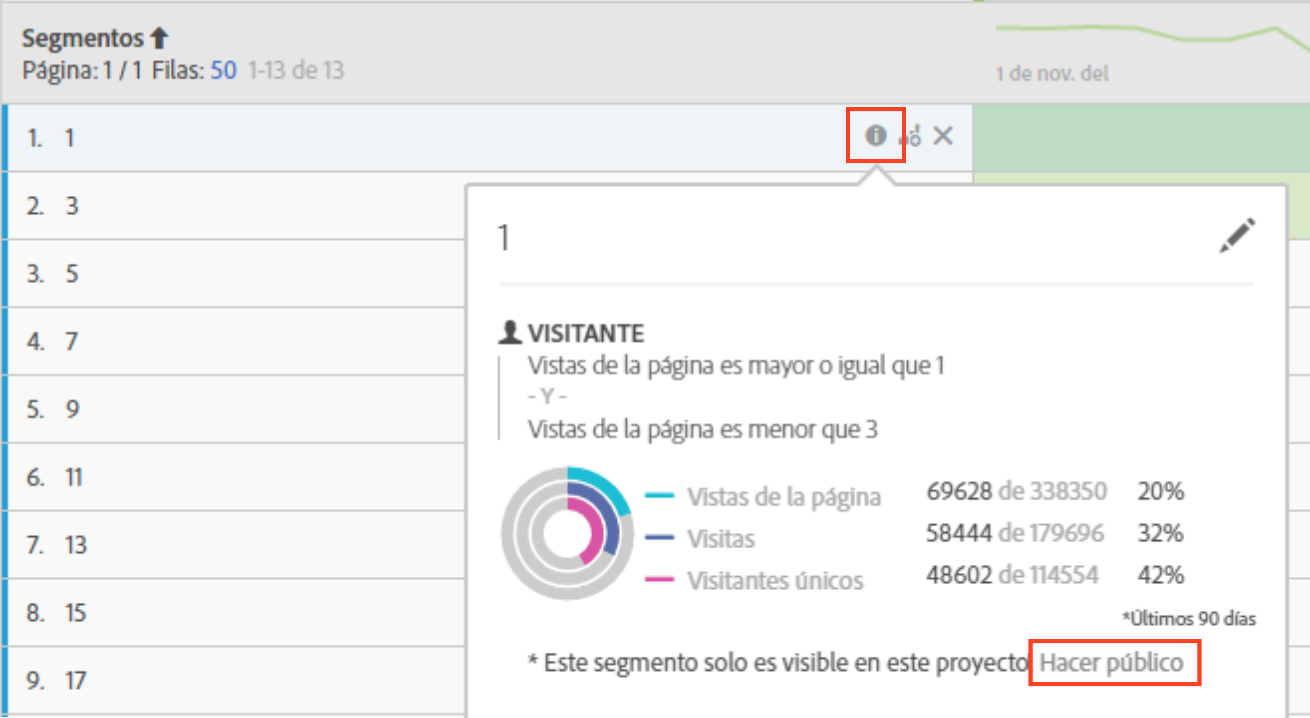 Segmentos
Página: 1 / 1 Filas: 50 1-13 de 13
1 de nov. del
1. 1
2. 3
3. 5
4. 7
5. 9
6. 11
7. 13
8. 15
9. 17
1
VISITANTE
Vistas de la página es mayor o igual que 1
- Y -
Vistas de la página es menor que 3
Vistas de la página 69628 de 338350 20%
Visitas 58444 de 179696 32%
Visitantes únicos 48602 de 114554 42%
*Últimos 90 días
* Este segmento solo es visible en este proyecto Hacer público